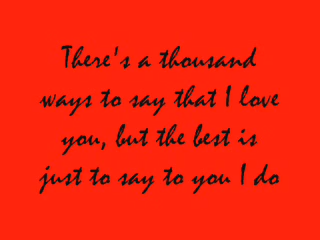 There's a thousand
ways to say that I love
you, but the best is
just to say to you I do